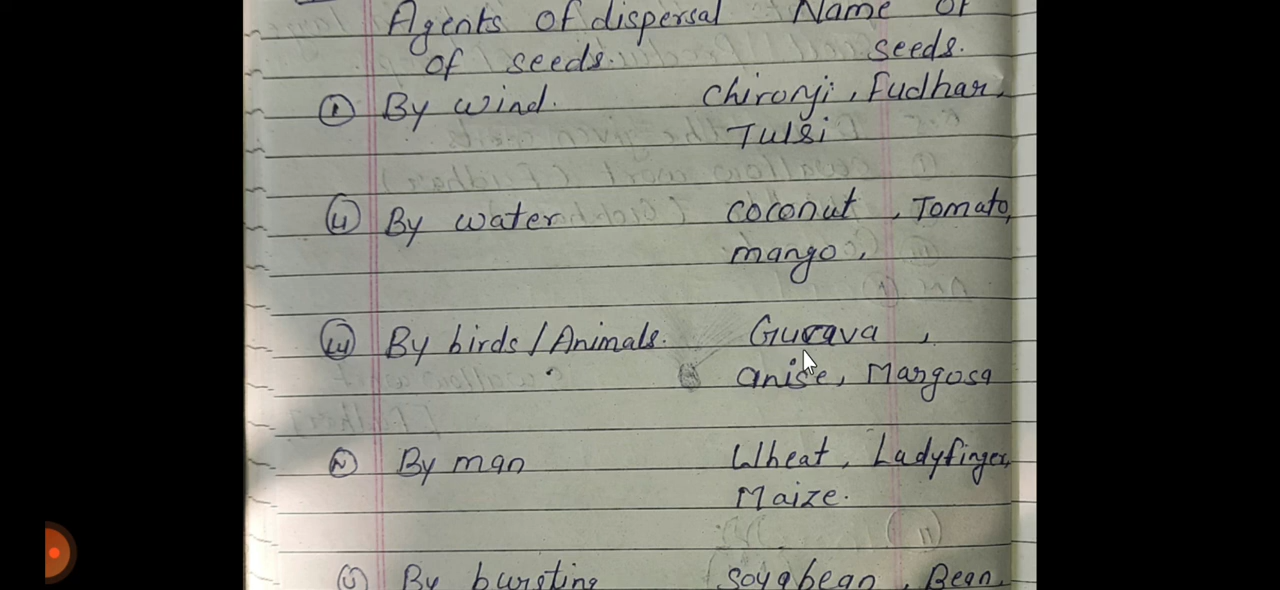 Agents of dispersal Name of
of seeds. seeds.
(i) By wind. Chironji, Fudhar,
Tulsi
(ii) By water coconut, Tomato,
mango,
(iii) By birds/Animals. Guava,
anise, Margosa
(iv) By man Wheat, Ladyfinger,
Maize.
(v) By bursting Soyabean, Bean,